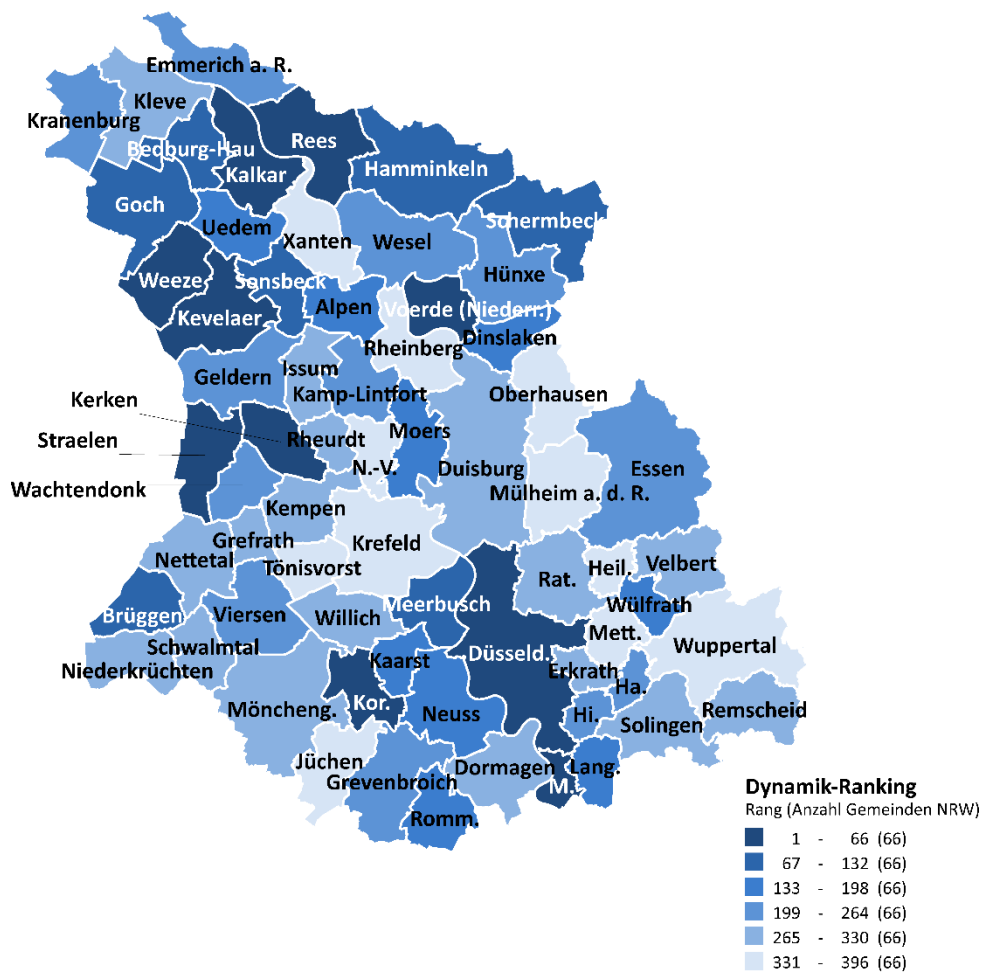 Emmerich a. R.
Kleve
Kranenburg
Rees
Bedburg-Hau
Hamminkeln
Kalkar
Goch
Schermbeck
Uedem
Xanten
Wesel
Hünxe
Weeze
Sonsbeck
Alpen
Voerde (Niederr.)
Kevelaer
Dinslaken
Rheinberg
Issum
Geldern
Kamp-Lintfort
Oberhausen
Kerken
Straelen
Rheurdt
Moers
N.-V.
Duisburg
Essen
Wachtendonk
Mülheim a. d. R.
Kempen
Grefrath
Krefeld
Nettetal
Tönisvorst
Rat.
Heil.
Velbert
Brüggen
Viersen
Willich
Meerbusch
Wülfrath
Mett.
Wuppertal
Schwalmtal
Niederkrüchten
Kaarst
Düsseld.
Erkrath
Ha.
Möncheng.
Kor.
Neuss
Hi.
Solingen
Remscheid
Jüchen
Grevenbroich
Dormagen
Lang.
M.
Romm.
Dynamik-Ranking
Rang (Anzahl Gemeinden NRW)
1 - 66 (66)
67 - 132 (66)
133 - 198 (66)
199 - 264 (66)
265 - 330 (66)
331 - 396 (66)